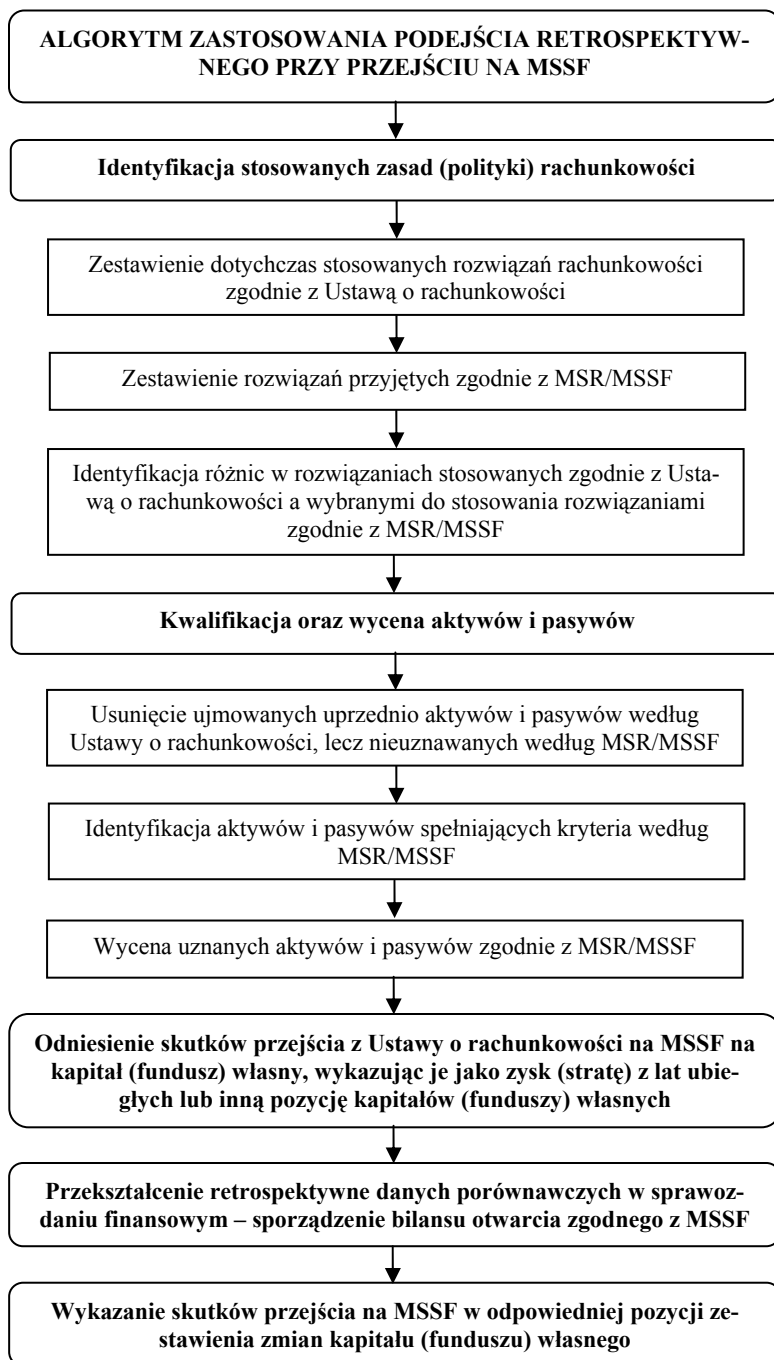 ALGORYTM ZASTOSOWANIA PODEJŚCIA RETROSPEKTYW-
NEGO PRZY PRZEJŚCIU NA MSSF
Identyfikacja stosowanych zasad (polityki) rachunkowości
Zestawienie dotychczas stosowanych rozwiązań rachunkowości
zgodnie z Ustawą o rachunkowości
Zestawienie rozwiązań przyjętych zgodnie z MSR/MSSF
Identyfikacja różnic w rozwiązaniach stosowanych zgodnie z Usta-
wą o rachunkowości a wybranymi do stosowania rozwiązaniami
zgodnie z MSR/MSSF
Kwalifikacja oraz wycena aktywów i pasywów
Usunięcie ujmowanych uprzednio aktywów i pasywów według
Ustawy o rachunkowości, lecz nieuznawanych według MSR/MSSF
Identyfikacja aktywów i pasywów spełniających kryteria według
MSR/MSSF
Wycena uznanych aktywów i pasywów zgodnie z MSR/MSSF
Odniesienie skutków przejścia z Ustawy o rachunkowości na MSSF na
kapitał (fundusz) własny, wykazując je jako zysk (stratę) z lat ubie-
głych lub inną pozycję kapitałów (funduszy) własnych
Przekształcenie retrospektywne danych porównawczych w sprawoz-
daniu finansowym – sporządzenie bilansu otwarcia zgodnego z MSSF
Wykazanie skutków przejścia na MSSF w odpowiedniej pozycji ze-
stawienia zmian kapitału (funduszu) własnego